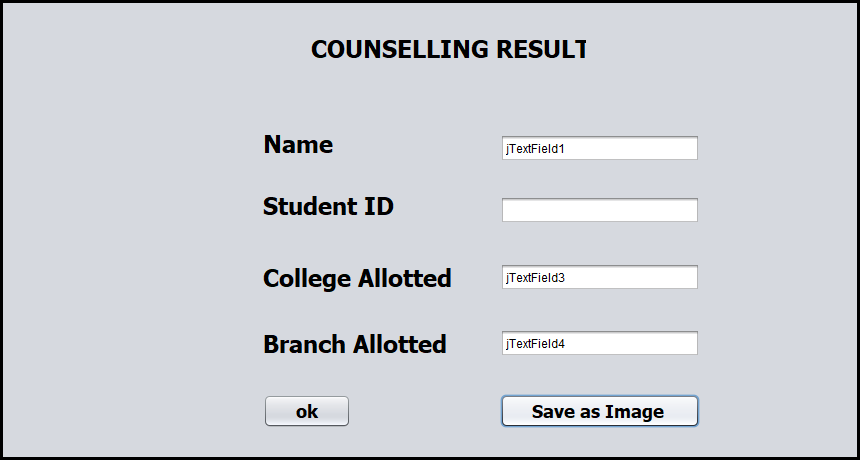 COUNSELLING RESULT
Name jTextField1
Student ID
College Allotted jTextField3
Branch Allotted jTextField4
ok Save as Image